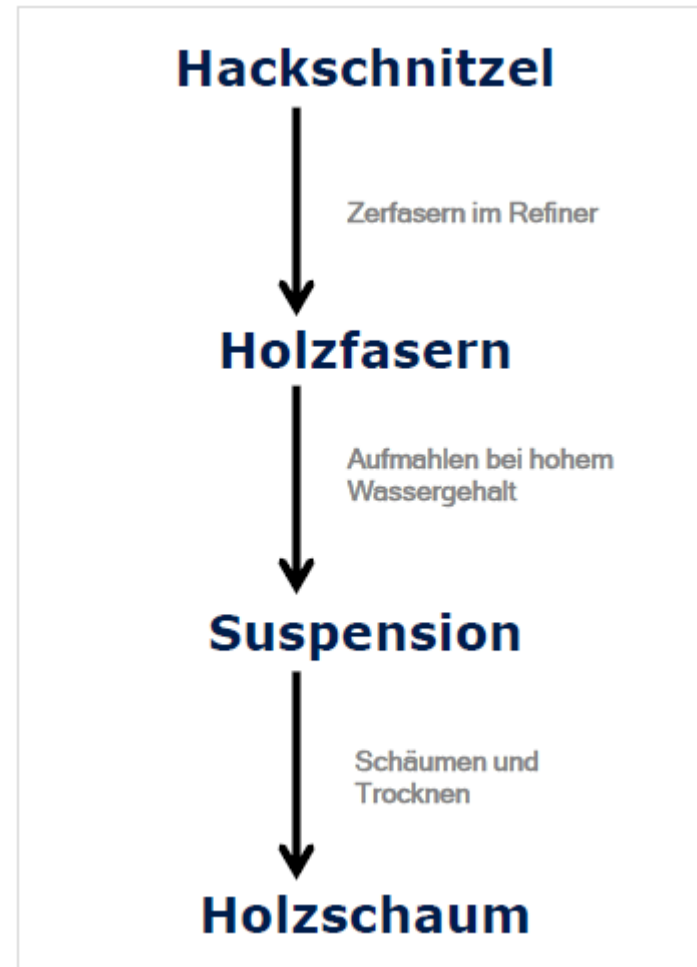 Hackschnitzel
Zerfasern im Refiner
Holzfasern
Aufmahlen bei hohem
Wassergehalt
Suspension
Schäumen und
Trocknen
Holzschaum